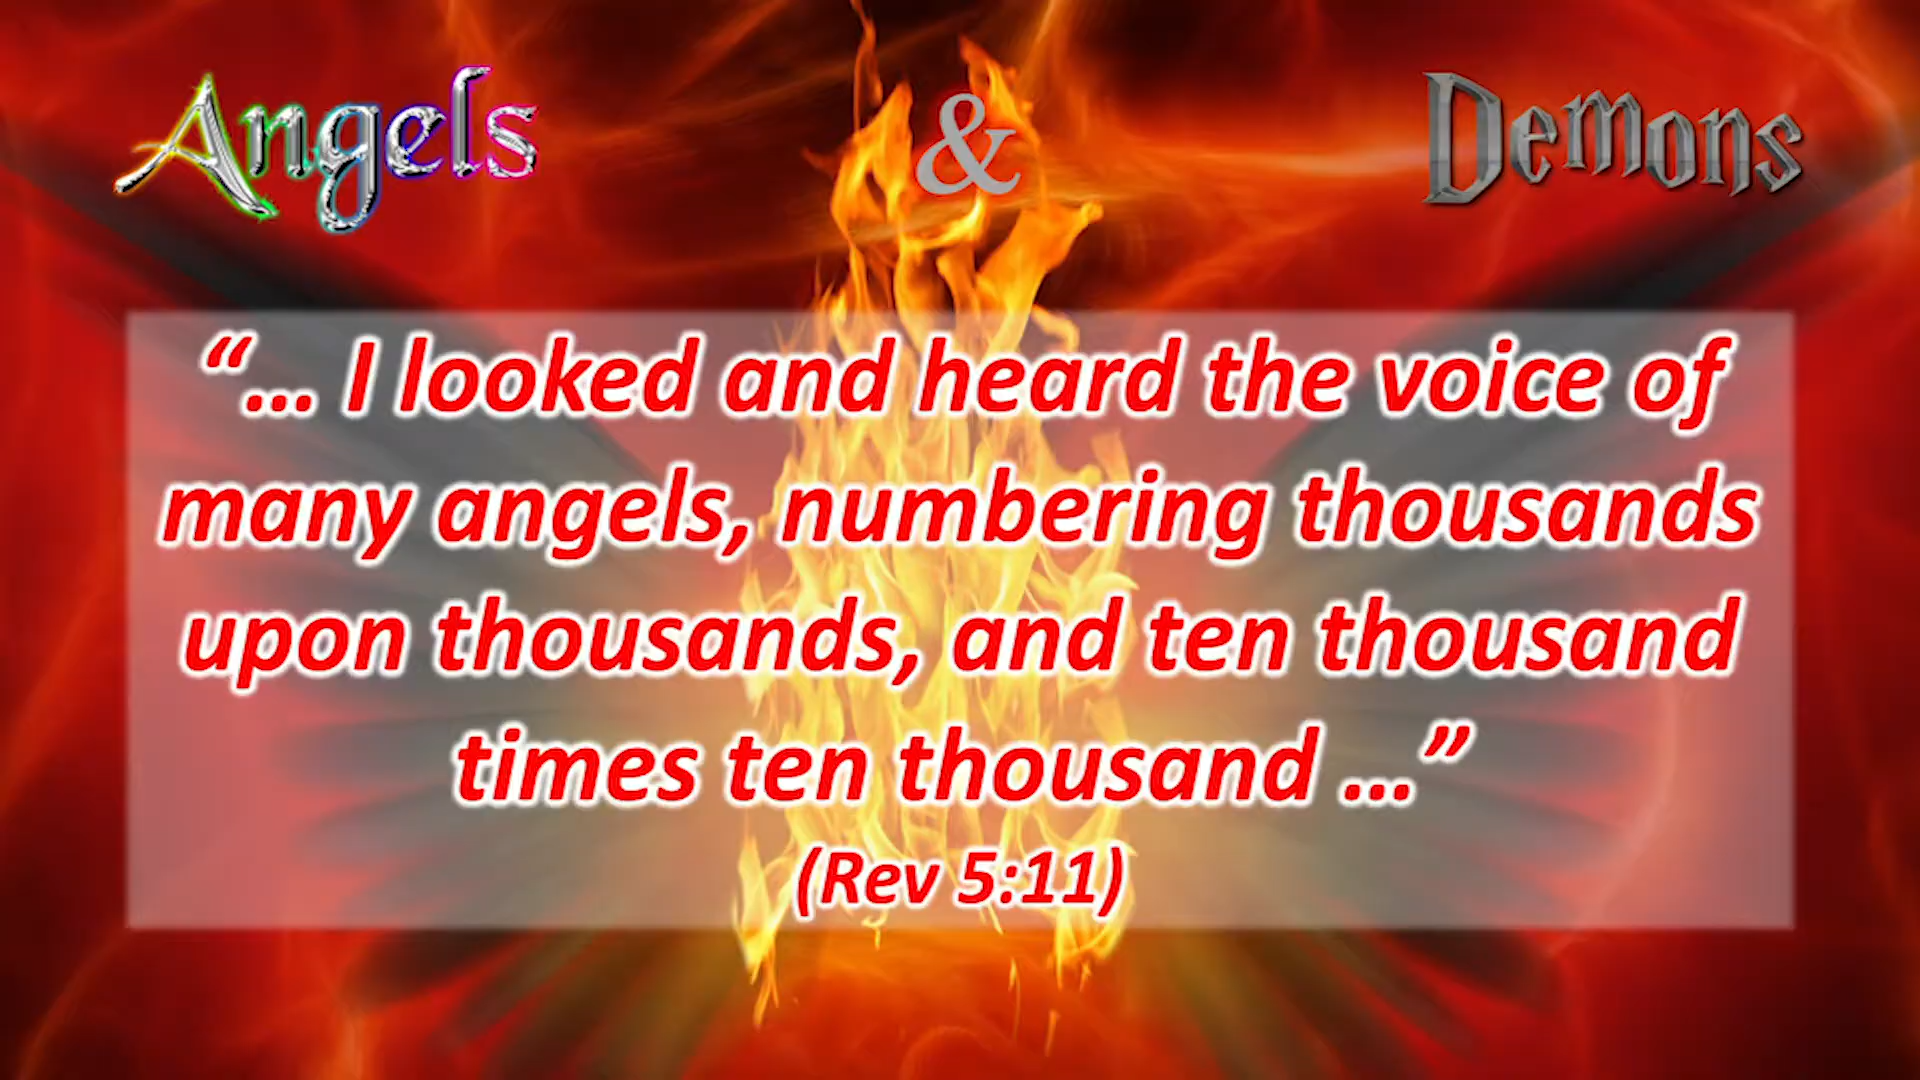 Angels & Demons
“... I looked and heard the voice of
many angels, numbering thousands
upon thousands, and ten thousand
times ten thousand ...”
(Rev 5:11)